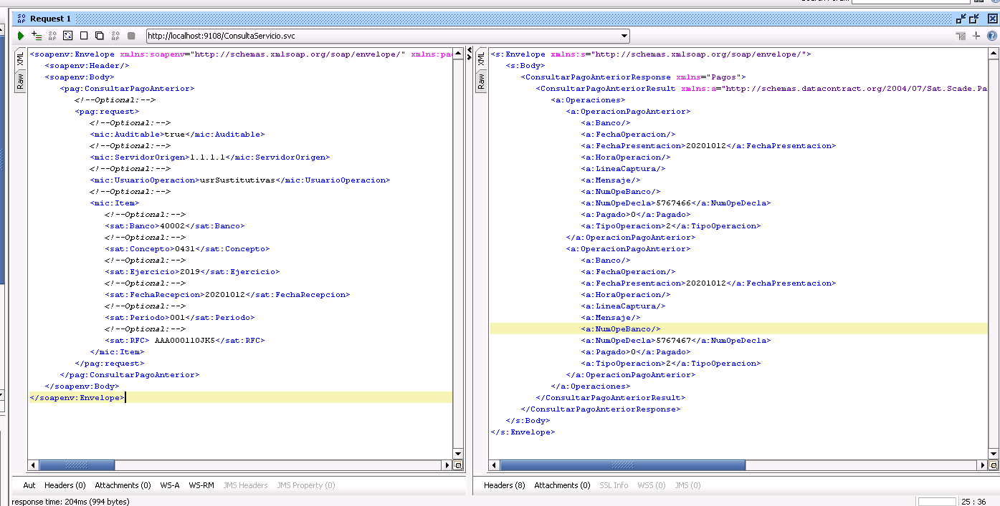 Request 1
http://localhost:9108/ConsultaServicio.svc
XML
Raw
<soapenv:Envelope xmlns:soapenv="http://schemas.xmlsoap.org/soap/envelope/" xmlns:pa
<soapenv:Header/>
<soapenv:Body>
<pag:ConsultarPagoAnterior>
<!--Optional:-->
<pag:request>
<!--Optional:-->
<mic:Auditable>true</mic:Auditable>
<!--Optional:-->
<mic:ServidorOrigen>1.1.1.1</mic:ServidorOrigen>
<!--Optional:-->
<mic:UsuarioOperacion>usrSustitutivas</mic:UsuarioOperacion>
<!--Optional:-->
<mic:Item>
<!--Optional:-->
<sat:Banco>40002</sat:Banco>
<!--Optional:-->
<sat:Concepto>0431</sat:Concepto>
<!--Optional:-->
<sat:Ejercicio>2019</sat:Ejercicio>
<!--Optional:-->
<sat:FechaRecepcion>20201012</sat:FechaRecepcion>
<!--Optional:-->
<sat:Periodo>001</sat:Periodo>
<!--Optional:-->
<sat:RFC> AAA000110JK5</sat:RFC>
</mic:Item>
</pag:request>
</pag:ConsultarPagoAnterior>
</soapenv:Body>
</soapenv:Envelope>
Aut Headers (0) Attachments (0) WS-A WS-RM JMS Headers JMS Property (0)
XML
Raw
<s:Envelope xmlns:s="http://schemas.xmlsoap.org/soap/envelope/">
<s:Body>
<ConsultarPagoAnteriorResponse xmlns="Pagos">
<ConsultarPagoAnteriorResult xmlns:a="http://schemas.datacontract.org/2004/07/Sat.Scade.Pa
<a:Operaciones>
<a:OperacionPagoAnterior>
<a:Banco/>
<a:FechaOperacion/>
<a:FechaPresentacion>20201012</a:FechaPresentacion>
<a:HoraOperacion/>
<a:LineaCaptura/>
<a:Mensaje/>
<a:NumOpeBanco/>
<a:NumOpeDecla>5767466</a:NumOpeDecla>
<a:Pagado>0</a:Pagado>
<a:TipoOperacion>2</a:TipoOperacion>
</a:OperacionPagoAnterior>
<a:OperacionPagoAnterior>
<a:Banco/>
<a:FechaOperacion/>
<a:FechaPresentacion>20201012</a:FechaPresentacion>
<a:HoraOperacion/>
<a:LineaCaptura/>
<a:Mensaje/>
<a:NumOpeBanco/>
<a:NumOpeDecla>5767467</a:NumOpeDecla>
<a:Pagado>0</a:Pagado>
<a:TipoOperacion>2</a:TipoOperacion>
</a:OperacionPagoAnterior>
</a:Operaciones>
</ConsultarPagoAnteriorResult>
</ConsultarPagoAnteriorResponse>
</s:Body>
</s:Envelope>
Headers (8) Attachments (0) SSL Info WSS (0) JMS (0)
response time: 204ms (994 bytes)
25 : 36